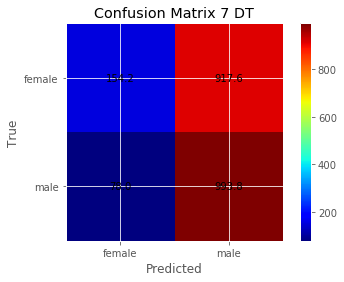 Confusion Matrix 7 DT
female
917.6
800
600
male
400
200
female
male
True
Predicted